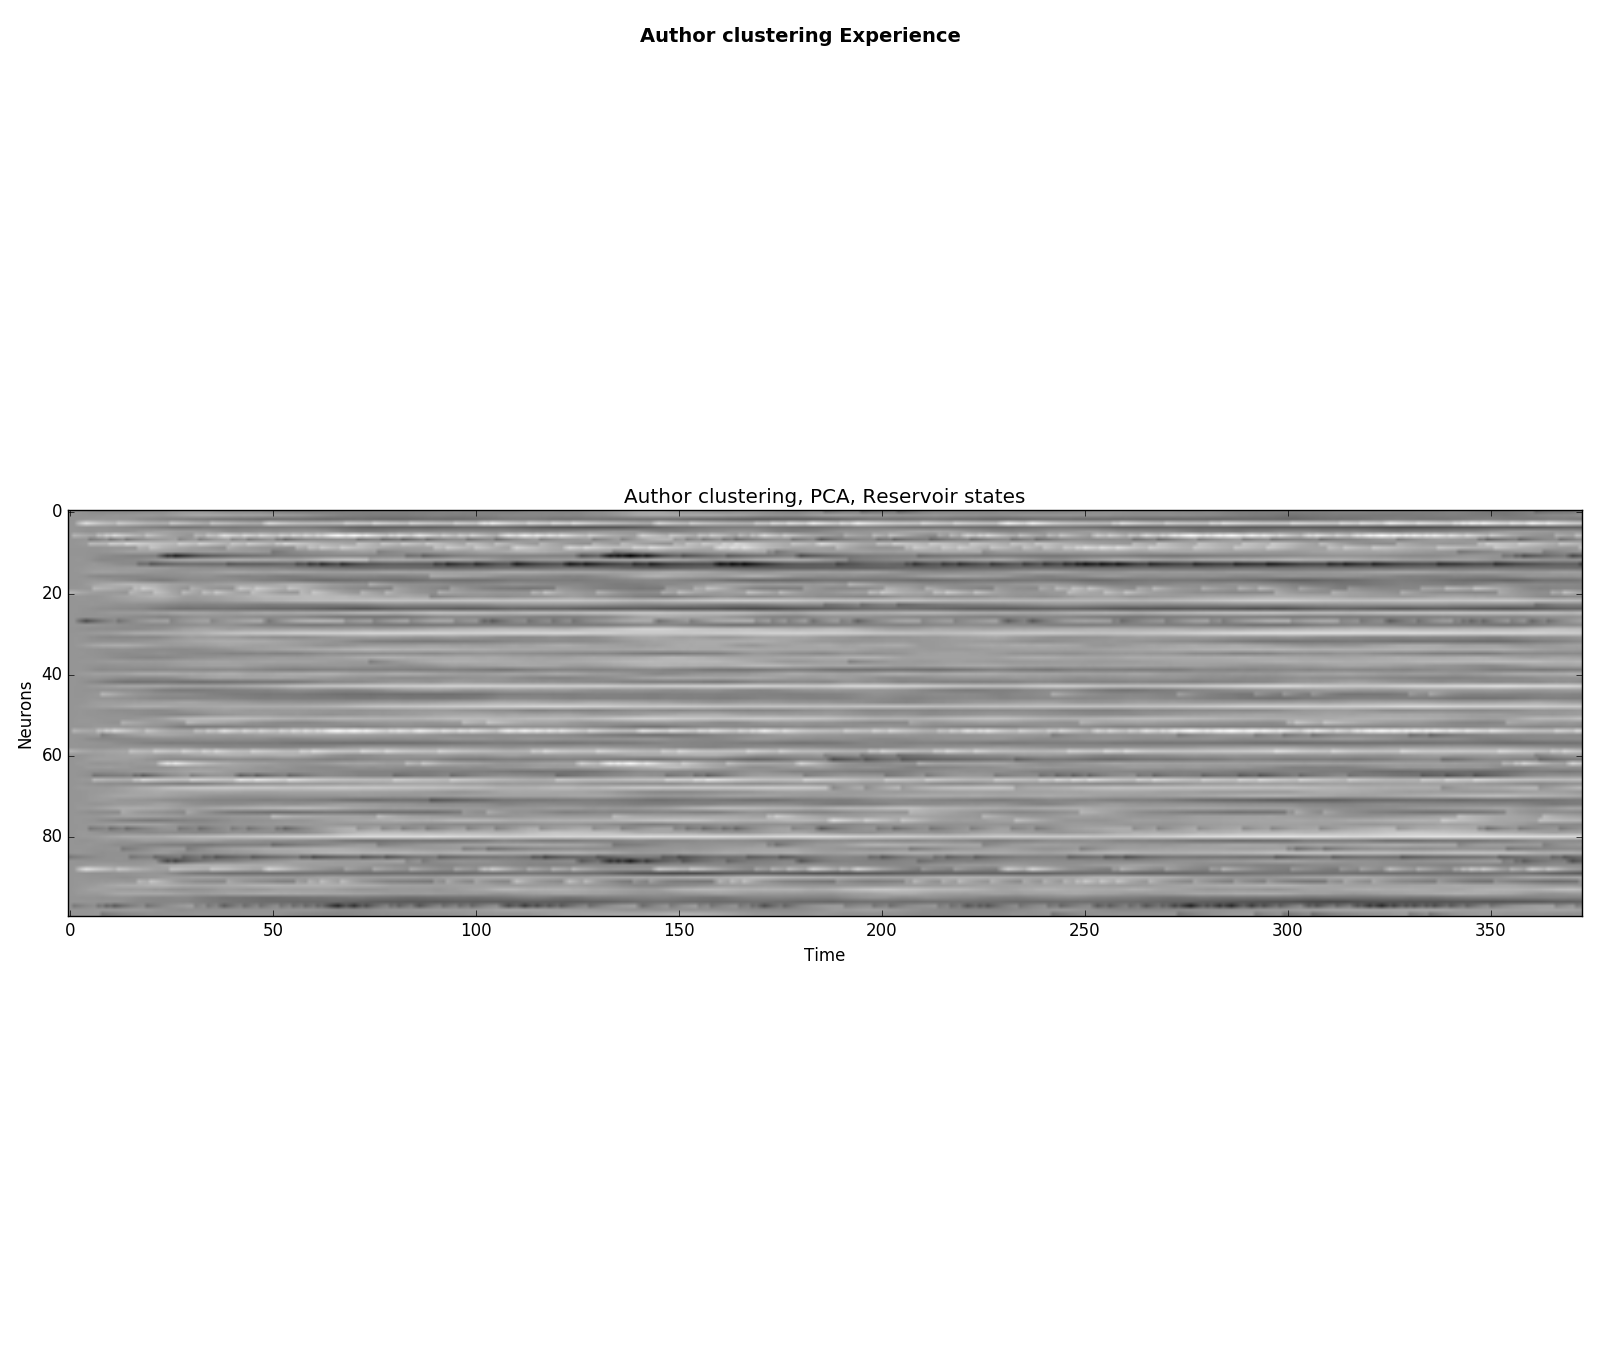 Author clustering Experience
Author clustering, PCA, Reservoir states
0
20
40
60
80
Neurons
0 50 100 150 200 250 300 350
Time